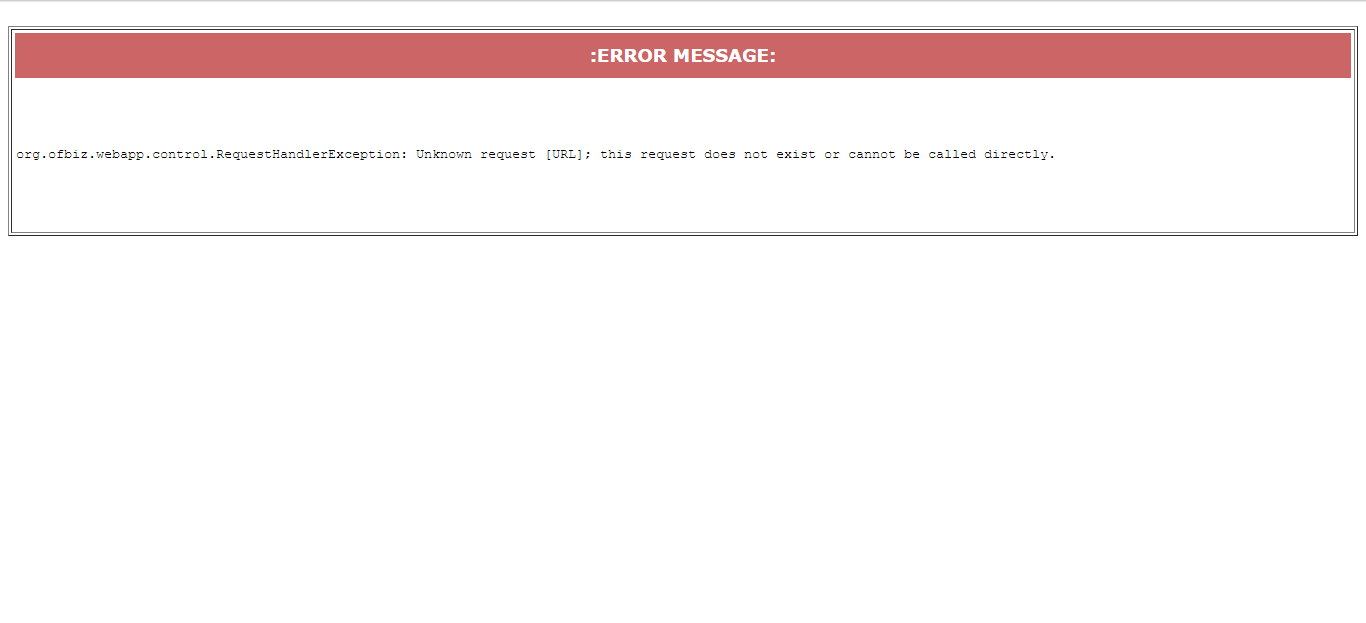 :ERROR MESSAGE:
org.ofbiz.webapp.control.RequestHandlerException: Unknown request [URL]; this request does not exist or cannot be called directly.